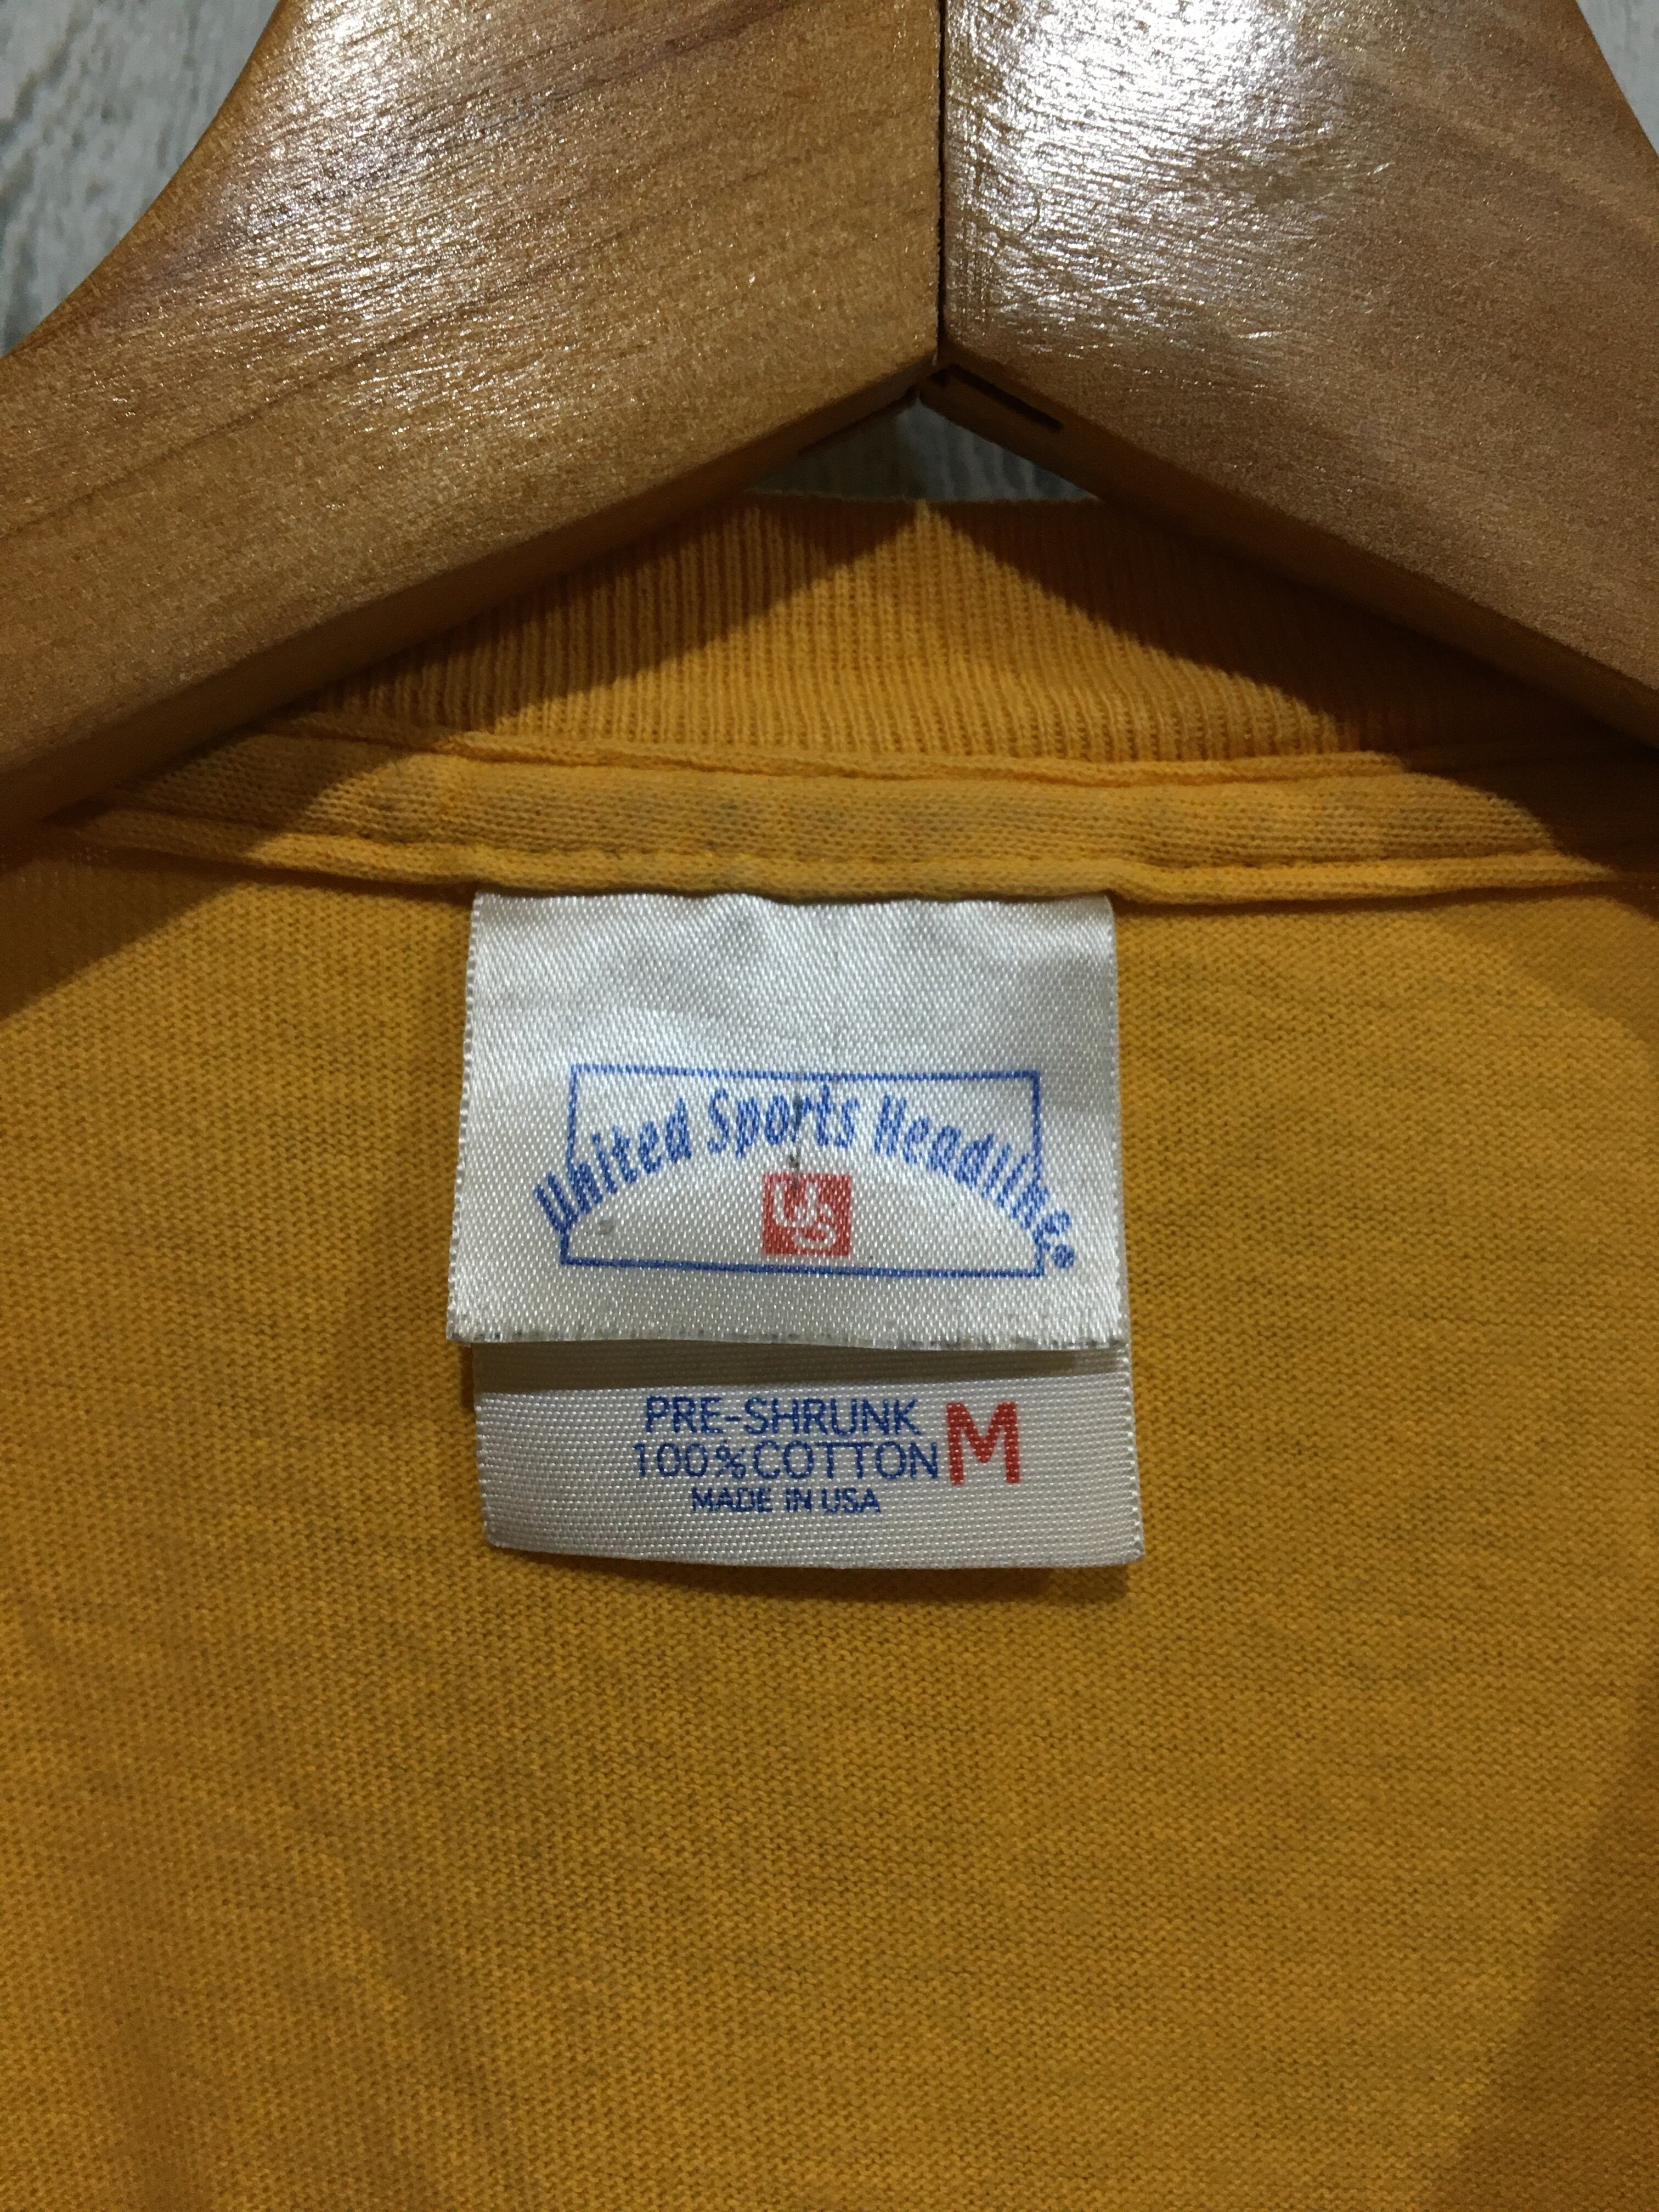 United Sports Headline®
US
PRE-SHRUNK
100%COTTON M
MADE IN USA